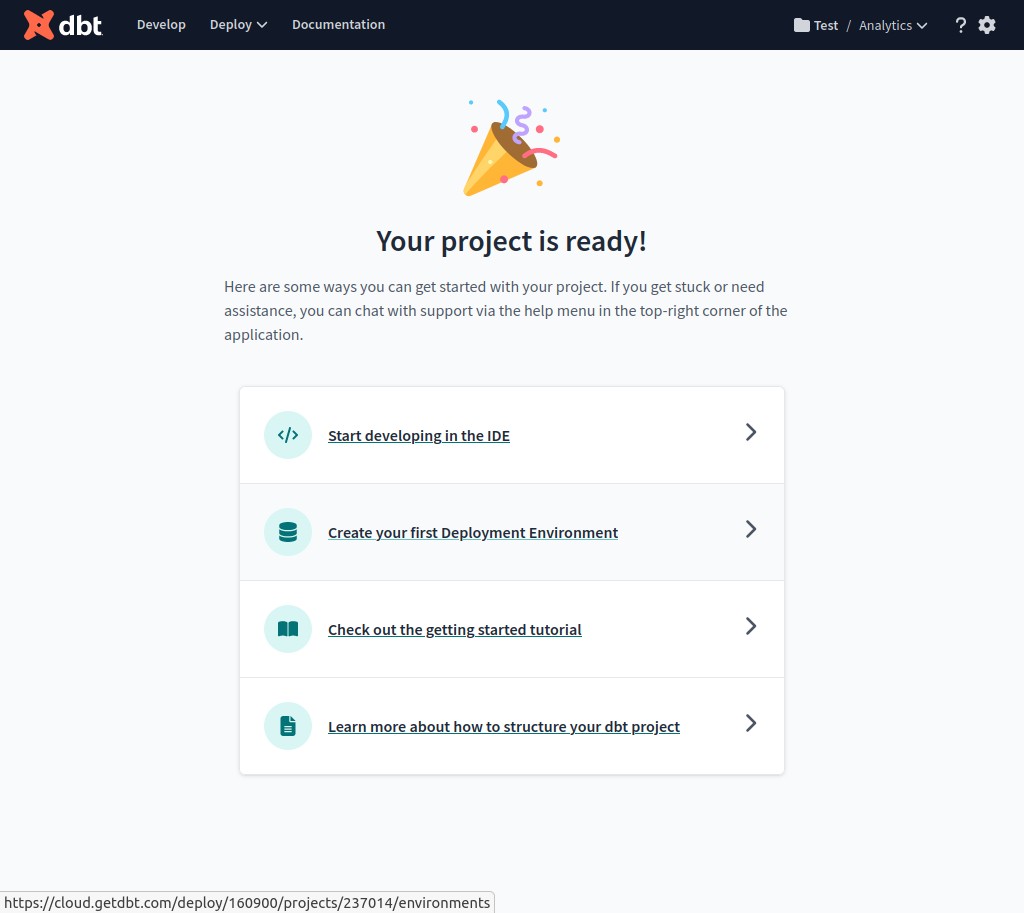 dbt Develop Deploy Documentation Test / Analytics ?
Your project is ready!
Here are some ways you can get started with your project. If you get stuck or need
assistance, you can chat with support via the help menu in the top-right corner of the
application.
Start developing in the IDE
Create your first Deployment Environment
Check out the getting started tutorial
Learn more about how to structure your dbt project
https://cloud.getdbt.com/deploy/160900/projects/237014/environments